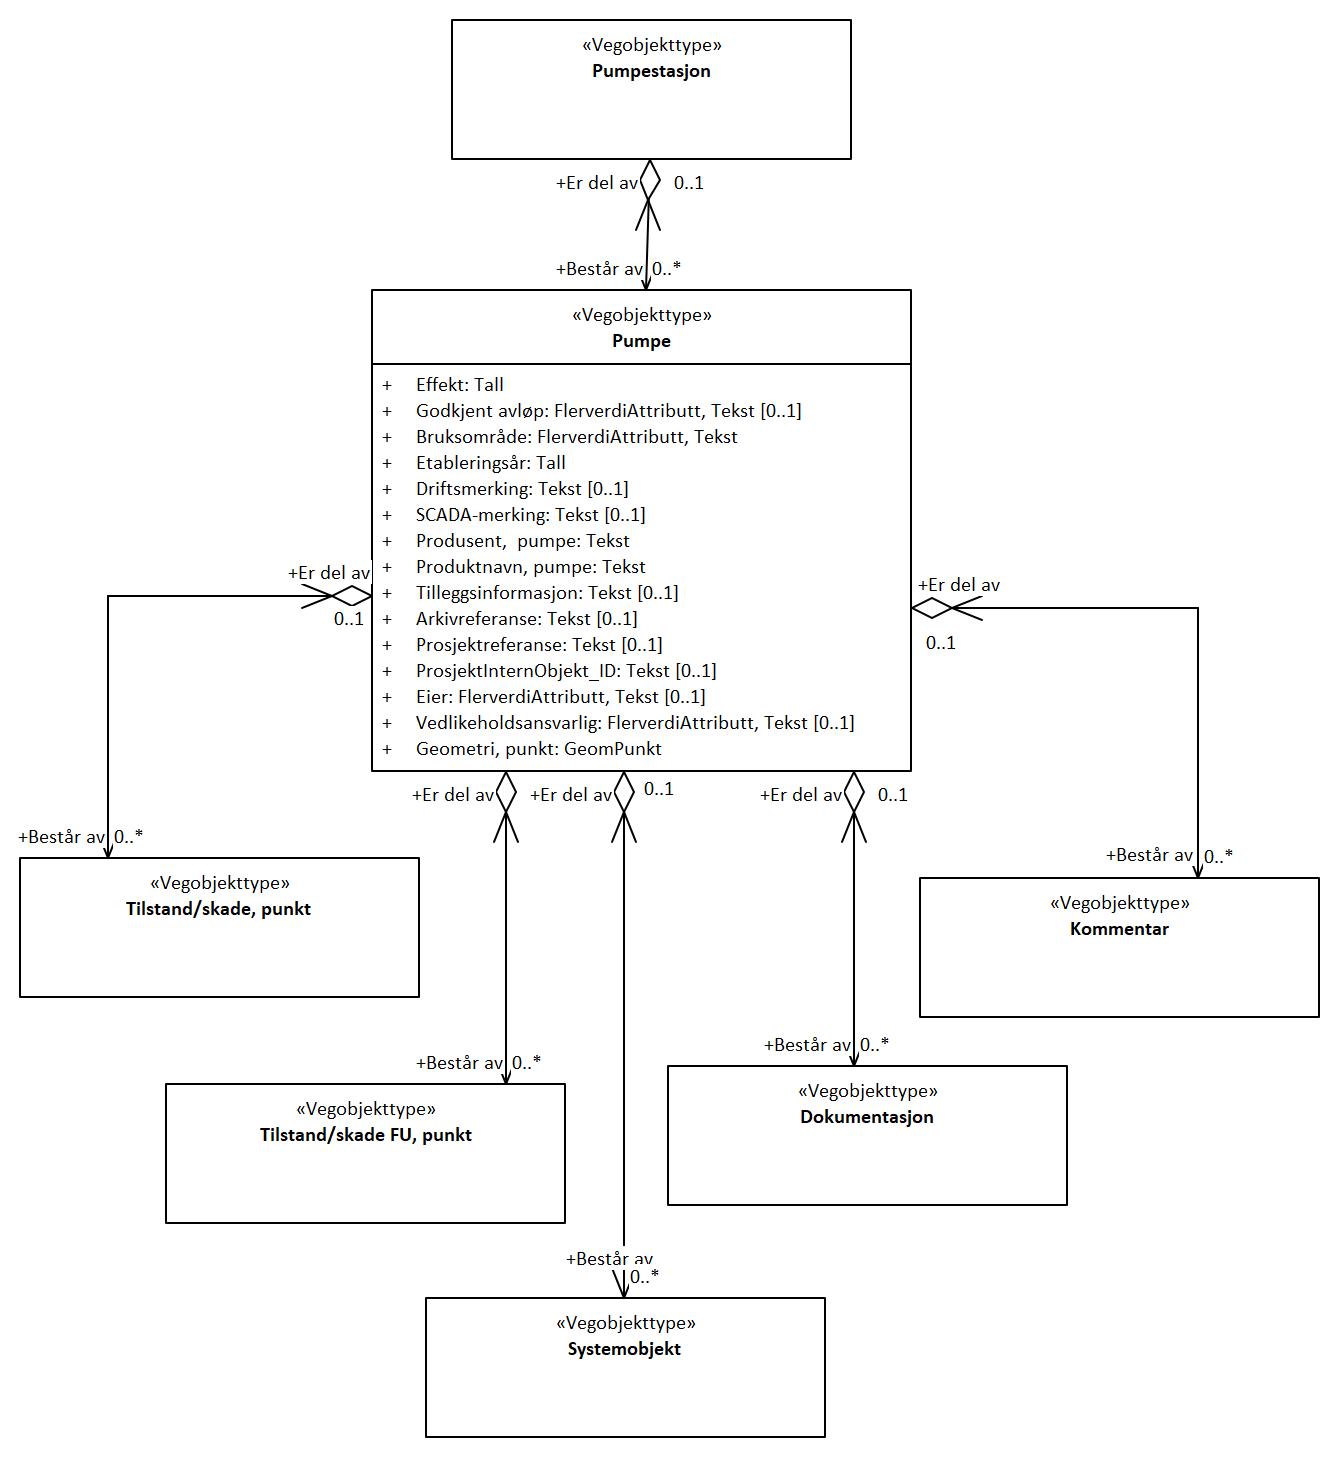 «Vegobjekttype»
Pumpestasjon
+Er del av
0..1
+Består av
0..*
«Vegobjekttype»
Pumpe
+ Effekt: Tall
+ Godkjent avløp: FlerverdiAttributt, Tekst [0..1]
+ Bruksområde: FlerverdiAttributt, Tekst
+ Etableringsår: Tall
+ Driftsmerking: Tekst [0..1]
+ SCADA-merking: Tekst [0..1]
+ Produsent,  pumpe: Tekst
+ Produktnavn, pumpe: Tekst
+ Tilleggsinformasjon: Tekst [0..1]
+ Arkivreferanse: Tekst [0..1]
+ Prosjektreferanse: Tekst [0..1]
+ ProsjektInternObjekt_ID: Tekst [0..1]
+ Eier: FlerverdiAttributt, Tekst [0..1]
+ Vedlikeholdsansvarlig: FlerverdiAttributt, Tekst [0..1]
+ Geometri, punkt: GeomPunkt
+Er del av
0..1
+Er del av
0..1
+Er del av
+Er del av
0..1
+Er del av
0..1
+Består av
0..*
«Vegobjekttype»
Tilstand/skade, punkt
+Består av
0..*
«Vegobjekttype»
Kommentar
+Består av
0..*
«Vegobjekttype»
Tilstand/skade FU, punkt
+Består av
0..*
«Vegobjekttype»
Dokumentasjon
+Består av
0..*
«Vegobjekttype»
Systemobjekt